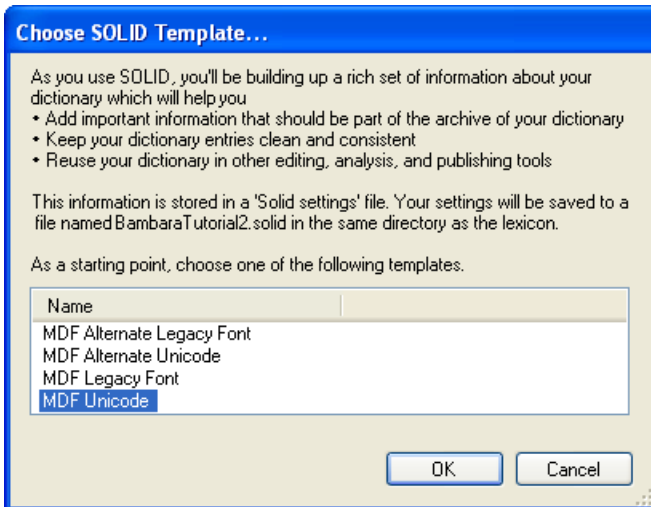 Choose SOLID Template...
As you use SOLID, you'll be building up a rich set of information about your
dictionary which will help you
• Add important information that should be part of the archive of your dictionary
• Keep your dictionary entries clean and consistent
• Reuse your dictionary in other editing, analysis, and publishing tools
This information is stored in a 'Solid settings' file. Your settings will be saved to a
file named BambaraTutorial2.solid in the same directory as the lexicon.
As a starting point, choose one of the following templates.
Name
MDF Alternate Legacy Font
MDF Alternate Unicode
MDF Legacy Font
MDF Unicode
OK Cancel